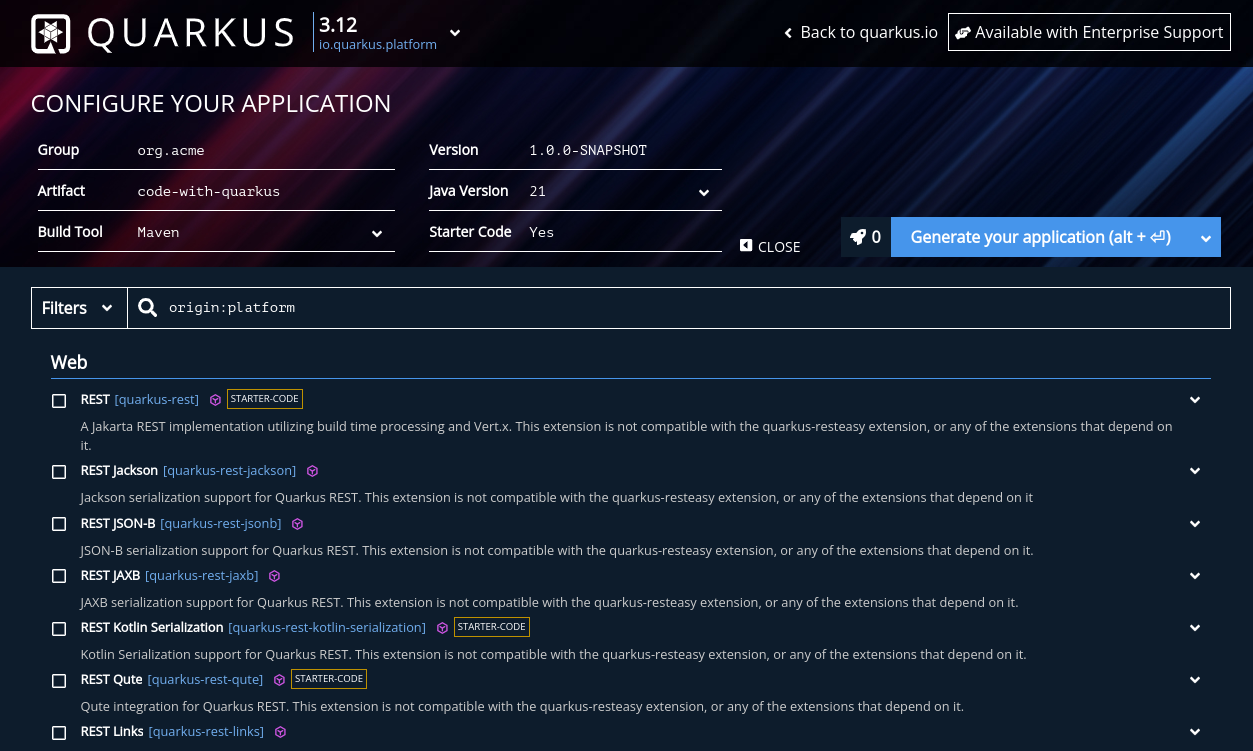 QUARKUS
3.12
io.quarkus.platform
Back to quarkus.io
Available with Enterprise Support
CONFIGURE YOUR APPLICATION
Group org.acme
Version 1.0.0-SNAPSHOT
Artifact code-with-quarkus
Java Version 21
Build Tool Maven
Starter Code Yes
CLOSE
0
Generate your application (alt + ⏎)
Filters
origin:platform
Web
REST [quarkus-rest] STARTER-CODE
A Jakarta REST implementation utilizing build time processing and Vert.x. This extension is not compatible with the quarkus-resteasy extension, or any of the extensions that depend on
it.
REST Jackson [quarkus-rest-jackson]
Jackson serialization support for Quarkus REST. This extension is not compatible with the quarkus-resteasy extension, or any of the extensions that depend on it
REST JSON-B [quarkus-rest-jsonb]
JSON-B serialization support for Quarkus REST. This extension is not compatible with the quarkus-resteasy extension, or any of the extensions that depend on it.
REST JAXB [quarkus-rest-jaxb]
JAXB serialization support for Quarkus REST. This extension is not compatible with the quarkus-resteasy extension, or any of the extensions that depend on it.
REST Kotlin Serialization [quarkus-rest-kotlin-serialization] STARTER-CODE
Kotlin Serialization support for Quarkus REST. This extension is not compatible with the quarkus-resteasy extension, or any of the extensions that depend on it.
REST Qute [quarkus-rest-qute] STARTER-CODE
Qute integration for Quarkus REST. This extension is not compatible with the quarkus-resteasy extension, or any of the extensions that depend on it.
REST Links [quarkus-rest-links]